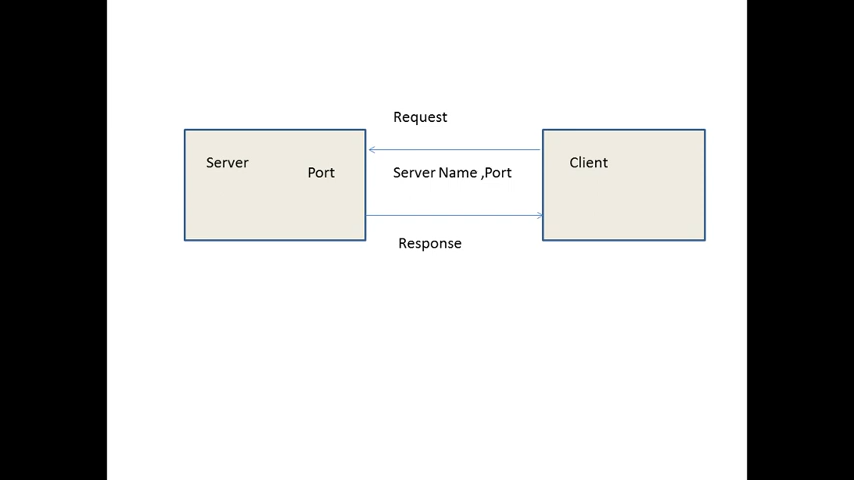 Request
Server
Port
Server Name ,Port
Client
Response